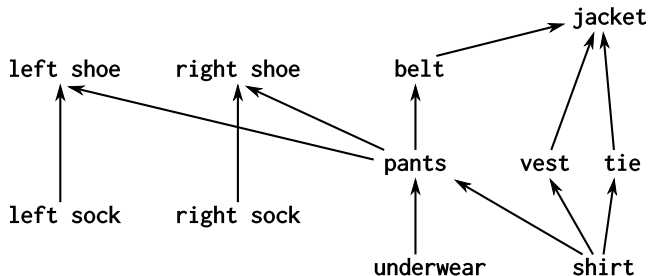 jacket
left shoe right shoe belt
pants vest tie
left sock right sock
underwear shirt